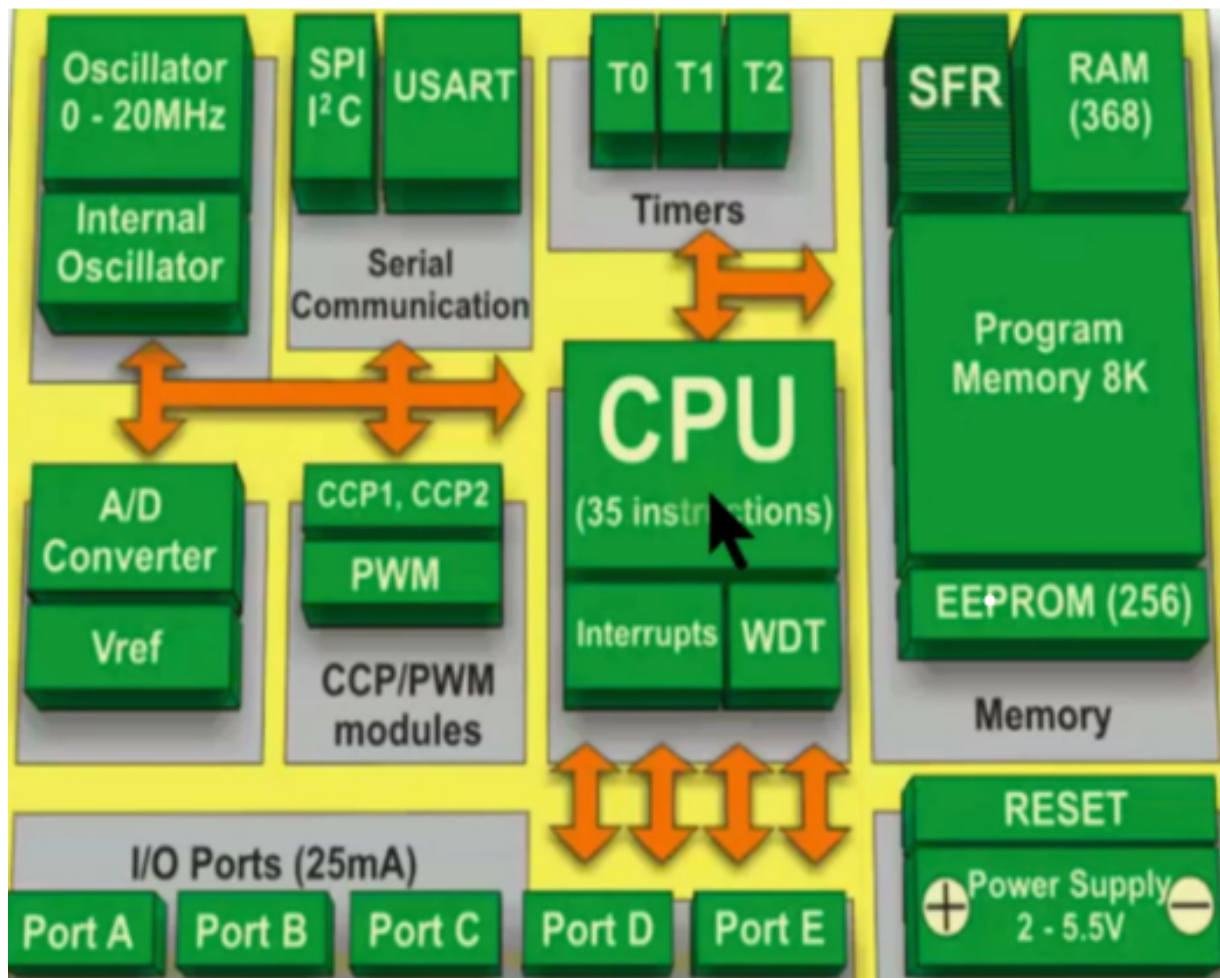 Oscillator
0 - 20MHz
Internal
Oscillator
SPI
I²C
USART
Serial
Communication
T0 T1 T2
Timers
SFR
RAM
(368)
Program
Memory 8K
EEPROM (256)
Memory
A/D
Converter
Vref
CCP1, CCP2
PWM
CCP/PWM
modules
CPU
(35 instructions)
Interrupts
WDT
I/O Ports (25mA)
Port A Port B Port C Port D Port E
RESET
+ Power Supply −
2 - 5.5V